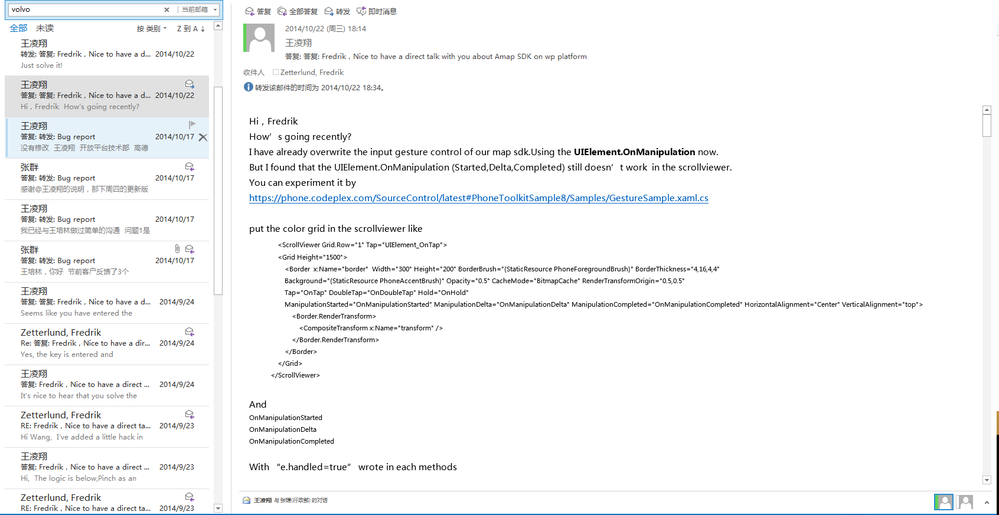 volvo
当前邮箱
全部 未读 按 类别 Z 到 A
王凌翔
转发: 答复: Fredrik , Nice to have a d... 2014/10/22
Just solve it!
王凌翔
答复: 答复: Fredrik , Nice to have a d... 2014/10/22
Hi , Fredrik How's going recently?
王凌翔
答复: 转发: Bug report 2014/10/17
没有修改 王凌翔 开放平台技术部 高德
张群
答复: 转发: Bug report 2014/10/17
感谢@王凌翔的说明，那下周四的更新版
王凌翔
答复: 转发: Bug report 2014/10/17
我已经与王培林做过简单的沟通 问题1是
张群
答复: 转发: Bug report 2014/10/17
王培林，你好 节前客户反馈了3个
王凌翔
答复: 答复: Fredrik , Nice to have a d... 2014/9/24
Seems like you have entered the
Zetterlund, Fredrik
Re: 答复: Fredrik , Nice to have a dir... 2014/9/24
Yes, the key is entered and
王凌翔
答复: Fredrik , Nice to have a direct ... 2014/9/24
It's nice to hear that you solve the
Zetterlund, Fredrik
RE: Fredrik , Nice to have a direct ta... 2014/9/23
Hi Wang, I've added a little hack in
王凌翔
答复: Fredrik , Nice to have a direct ... 2014/9/23
Hi, The logic is below,Pinch as an
Zetterlund, Fredrik
RE: Fredrik , Nice to have a direct ta... 2014/9/23
答复 全部答复 转发 即时消息
2014/10/22 (周三) 18:14
王凌翔
答复: 答复: Fredrik , Nice to have a direct talk with you about Amap SDK on wp platform
收件人 Zetterlund, Fredrik
转发该邮件的时间为 2014/10/22 18:34。
Hi , Fredrik
How's going recently?
I have already overwrite the input gesture control of our map sdk.Using the UIElement.OnManipulation now.
But I found that the UIElement.OnManipulation (Started,Delta,Completed) still doesn't work in the scrollviewer.
You can experiment it by
https://phone.codeplex.com/SourceControl/latest#PhoneToolkitSample8/Samples/GestureSample.xaml.cs
put the color grid in the scrollviewer like
<ScrollViewer Grid.Row="1" Tap="UIElement_OnTap">
<Grid Height="1500">
<Border x:Name="border" Width="300" Height="200" BorderBrush="{StaticResource PhoneForegroundBrush}" BorderThickness="4,16,4,4"
Background="{StaticResource PhoneAccentBrush}" Opacity="0.5" CacheMode="BitmapCache" RenderTransformOrigin="0.5,0.5"
Tap="OnTap" DoubleTap="OnDoubleTap" Hold="OnHold"
ManipulationStarted="OnManipulationStarted" ManipulationDelta="OnManipulationDelta" ManipulationCompleted="OnManipulationCompleted" HorizontalAlignment="Center" VerticalAlignment="top">
<Border.RenderTransform>
<CompositeTransform x:Name="transform" />
</Border.RenderTransform>
</Border>
</Grid>
</ScrollViewer>
And
OnManipulationStarted
OnManipulationDelta
OnManipulationCompleted
With “e.handled=true” wrote in each methods
王凌翔 与 张媛(行政部) 的对话